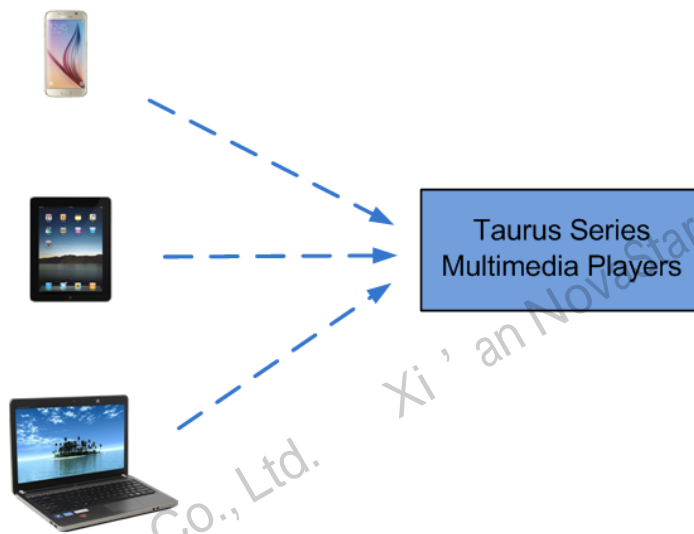 Taurus Series
Multimedia Players
Xi ’ an NovaStar
Co., Ltd.